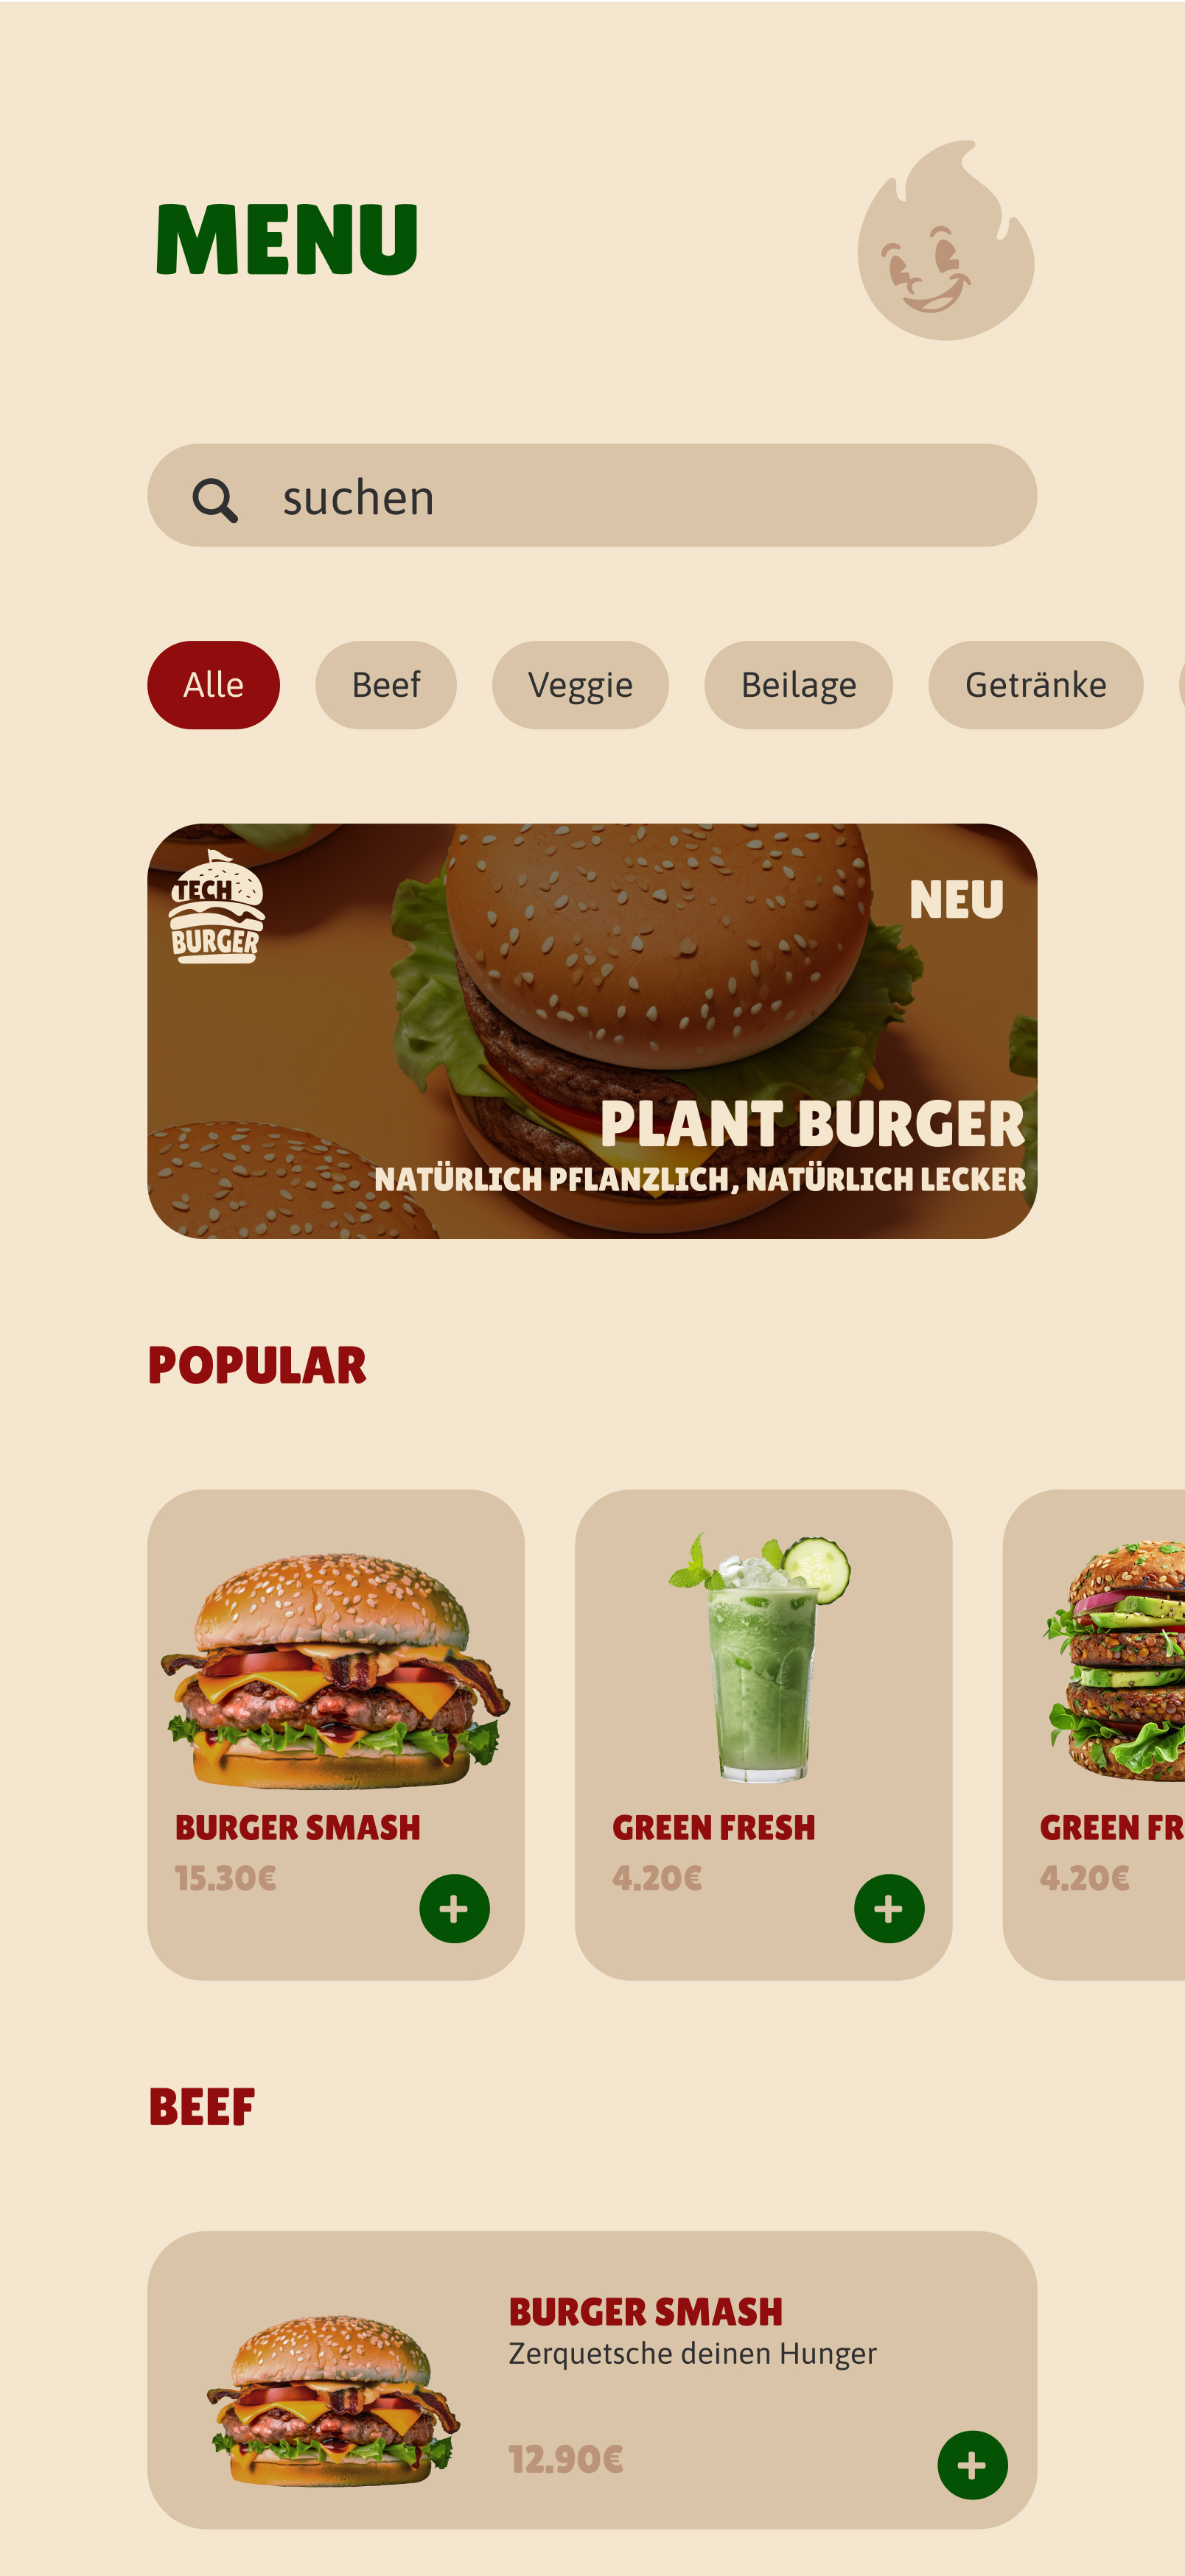 MENU
suchen
Alle
Beef
Veggie
Beilage
Getränke
TECH
BURGER
NEU
PLANT BURGER
NATÜRLICH PFLANZLICH, NATÜRLICH LECKER
POPULAR
BURGER SMASH
15.30€
GREEN FRESH
4.20€
GREEN FR
4.20€
BEEF
BURGER SMASH
Zerquetsche deinen Hunger
12.90€